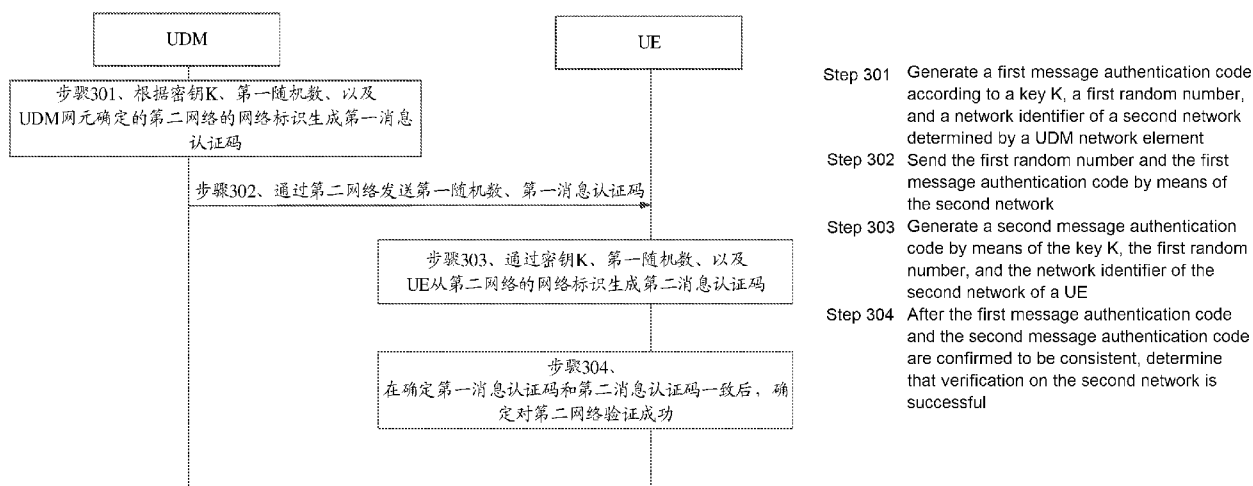 UDM
UE
步骤301、根据密钥K、第一随机数、以及
UDM网元确定的第二网络的网络标识生成第一消息
认证码
步骤302、通过第二网络发送第一随机数、第一消息认证码
步骤303、通过密钥K、第一随机数、以及
UE从第二网络的网络标识生成第二消息认证码
步骤304、
在确定第一消息认证码和第二消息认证码一致后，确
定对第二网络验证成功
Step 301 Generate a first message authentication code
according to a key K, a first random number,
and a network identifier of a second network
determined by a UDM network element
Step 302 Send the first random number and the first
message authentication code by means of
the second network
Step 303 Generate a second message authentication
code by means of the key K, the first random
number, and the network identifier of the
second network of a UE
Step 304 After the first message authentication code
and the second message authentication code
are confirmed to be consistent, determine
that verification on the second network is
successful